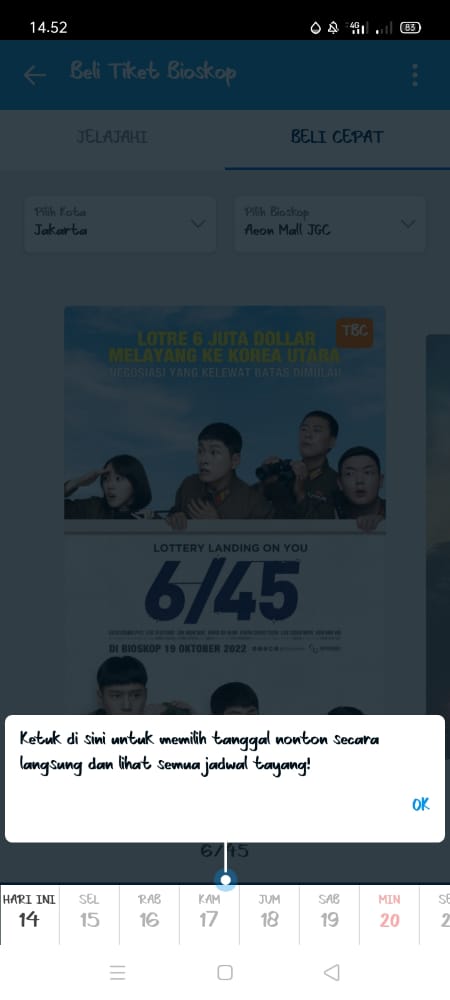 14.52
4G
83
Beli Tiket Bioskop
JELAJAHI
BELI CEPAT
Pilih Kota
Jakarta
Pilih Bioskop
Aeon Mall JGC
TBC
LOTRE 6 JUTA DOLLAR
MELAYANG KE KOREA UTARA
NEGOSIASI YANG KELEWAT BATAS DIMULAI!
LOTTERY LANDING ON YOU
6/45
DI BIOSKOP 19 OKTOBER 2022
Ketuk di sini untuk memilih tanggal nonton secara
langsung dan lihat semua jadwal tayang!
OK
6/45
HARI INI SEL RAB KAM JUM SAB MIN
14 15 16 17 18 19 20